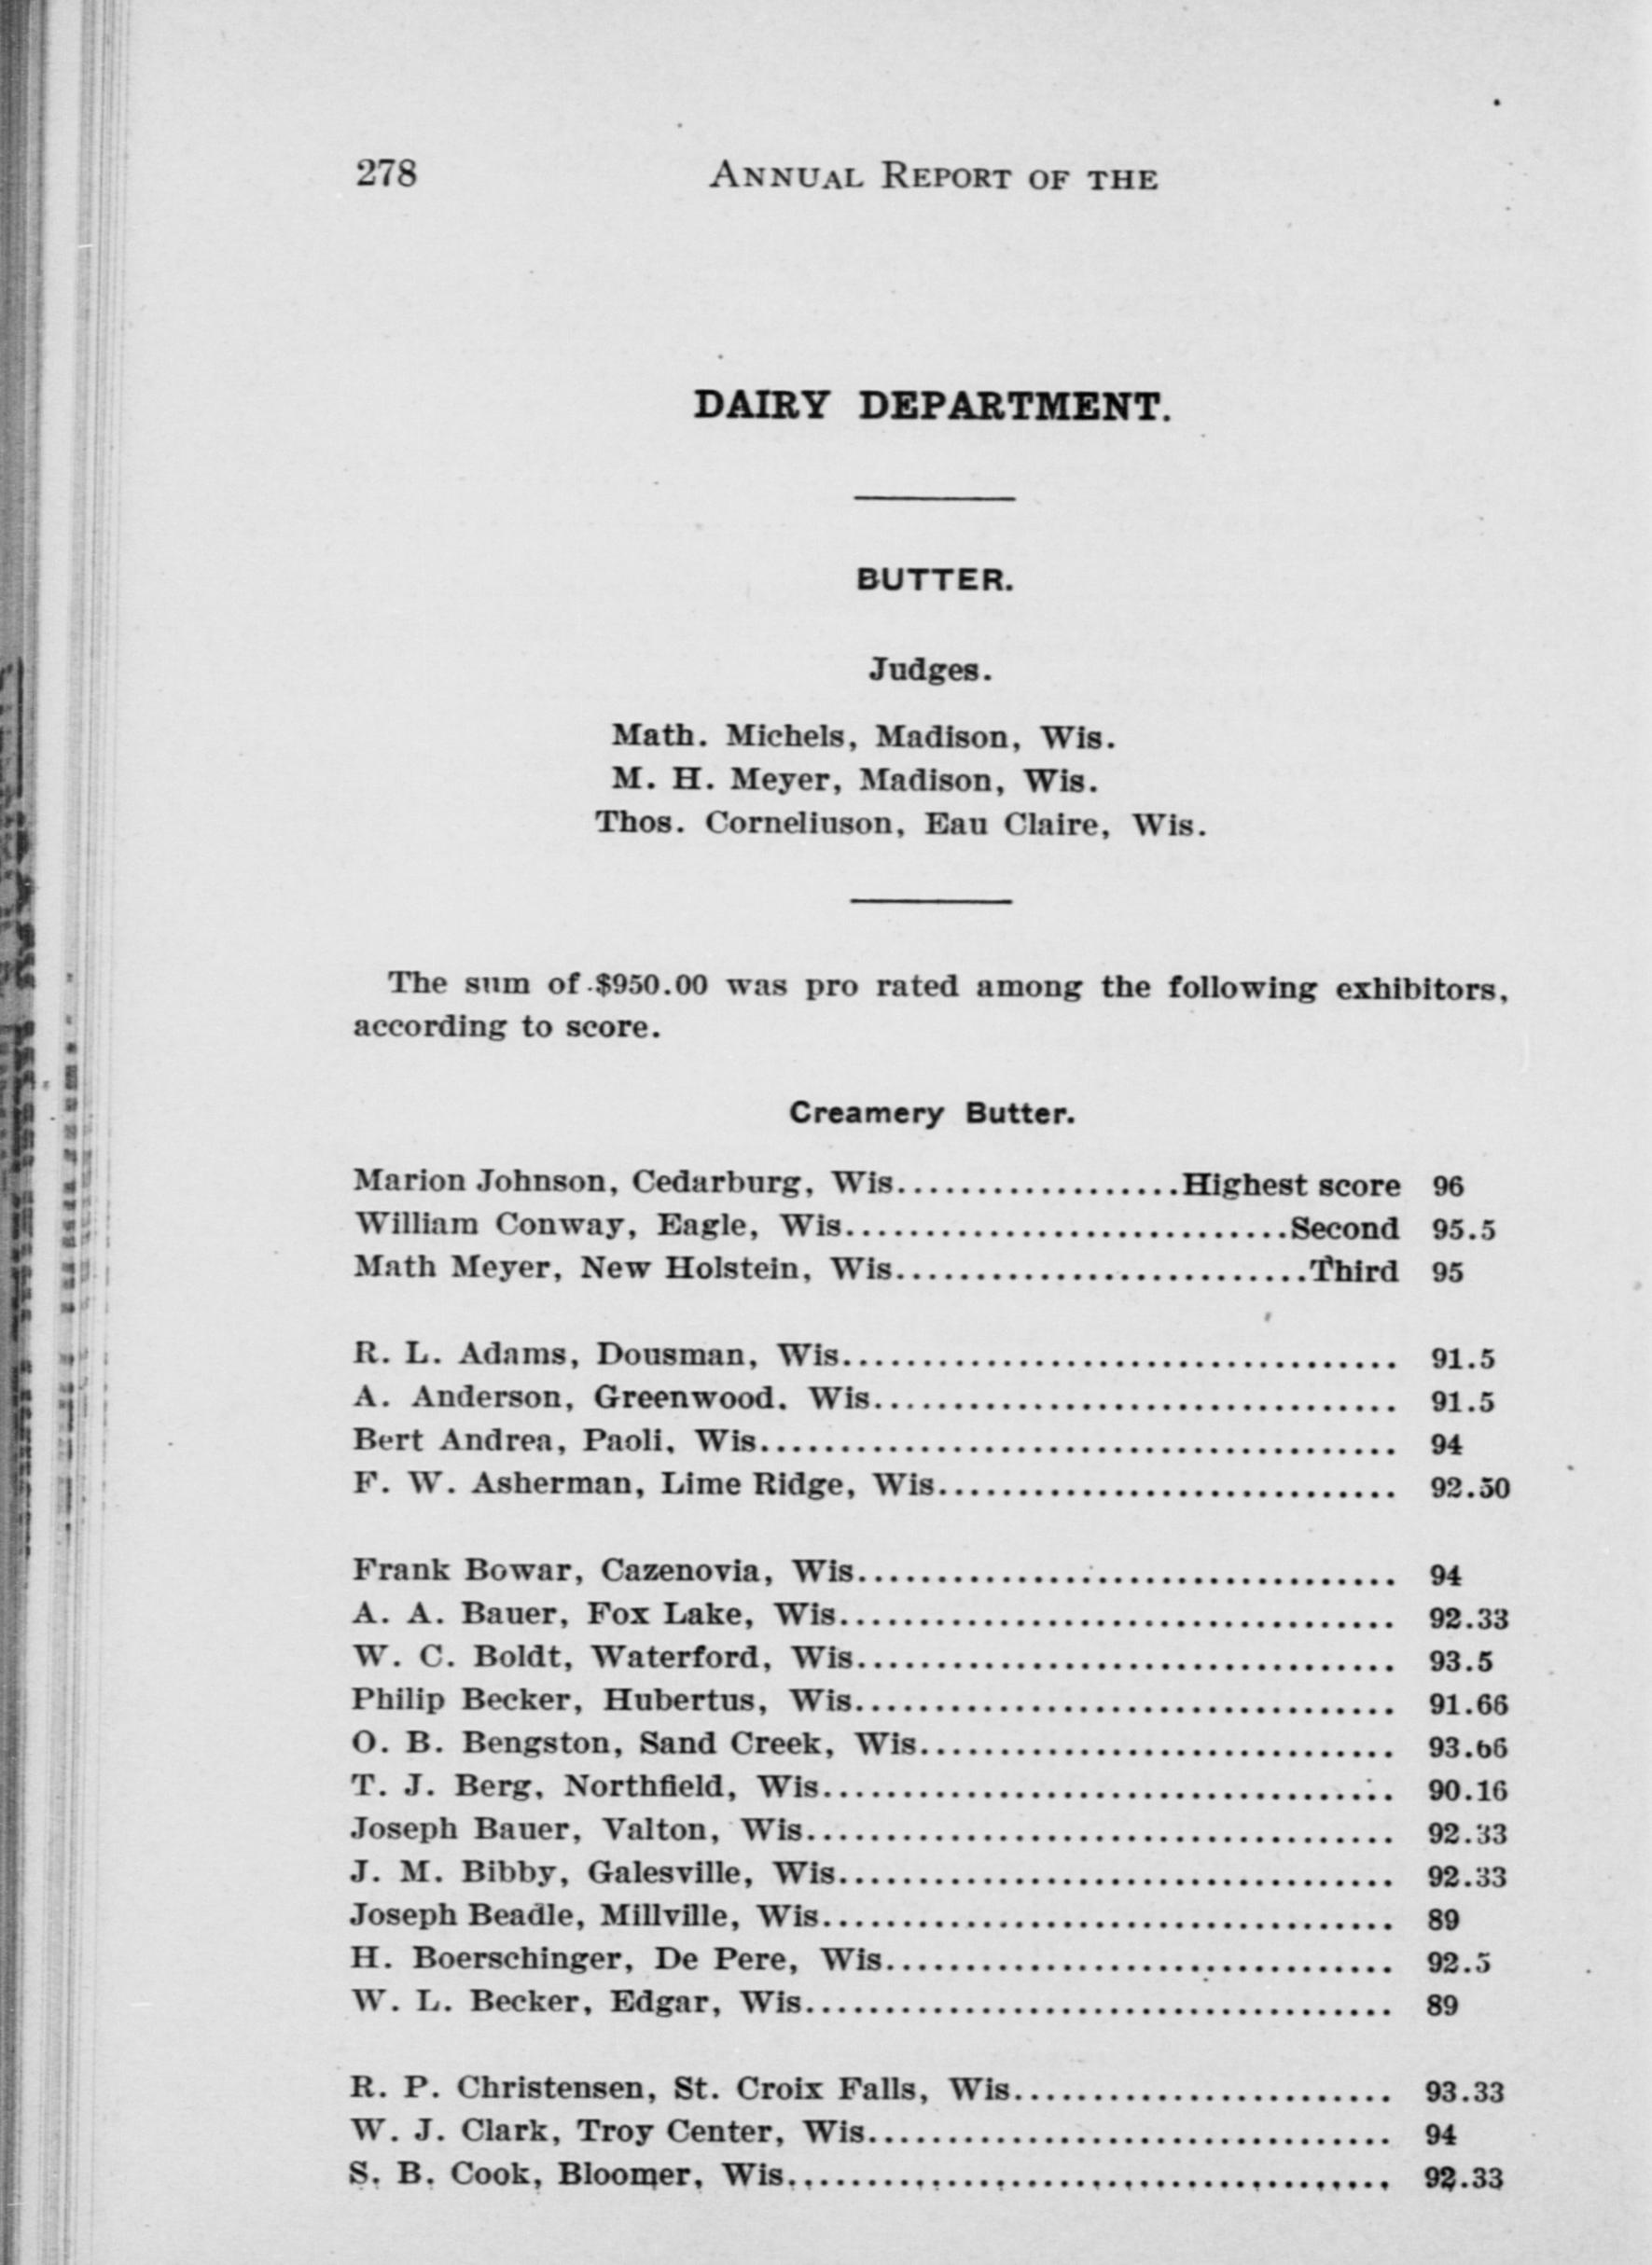 278
ANNUAL REPORT OF THE
DAIRY DEPARTMENT.
BUTTER.
Judges.
Math. Michels, Madison, Wis.
M. H. Meyer, Madison, Wis.
Thos. Corneliuson, Eau Claire, Wis.
The sum of $950.00 was pro rated among the following exhibitors,
according to score.
Creamery Butter.
Marion Johnson, Cedarburg, Wis..................Highest score 96
William Conway, Eagle, Wis............................Second 95.5
Math Meyer, New Holstein, Wis..........................Third 95
R. L. Adams, Dousman, Wis................................... 91.5
A. Anderson, Greenwood. Wis................................. 91.5
Bert Andrea, Paoli, Wis........................................ 94
F. W. Asherman, Lime Ridge, Wis............................. 92.50
Frank Bowar, Cazenovia, Wis.................................. 94
A. A. Bauer, Fox Lake, Wis................................... 92.33
W. C. Boldt, Waterford, Wis.................................. 93.5
Philip Becker, Hubertus, Wis.................................. 91.66
O. B. Bengston, Sand Creek, Wis.............................. 93.66
T. J. Berg, Northfield, Wis.................................... 90.16
Joseph Bauer, Valton, Wis..................................... 92.33
J. M. Bibby, Galesville, Wis................................... 92.33
Joseph Beadle, Millville, Wis.................................... 89
H. Boerschinger, De Pere, Wis................................ 92.5
W. L. Becker, Edgar, Wis..................................... 89
R. P. Christensen, St. Croix Falls, Wis........................ 93.33
W. J. Clark, Troy Center, Wis................................. 94
S. B. Cook, Bloomer, Wis...................................... 92.33